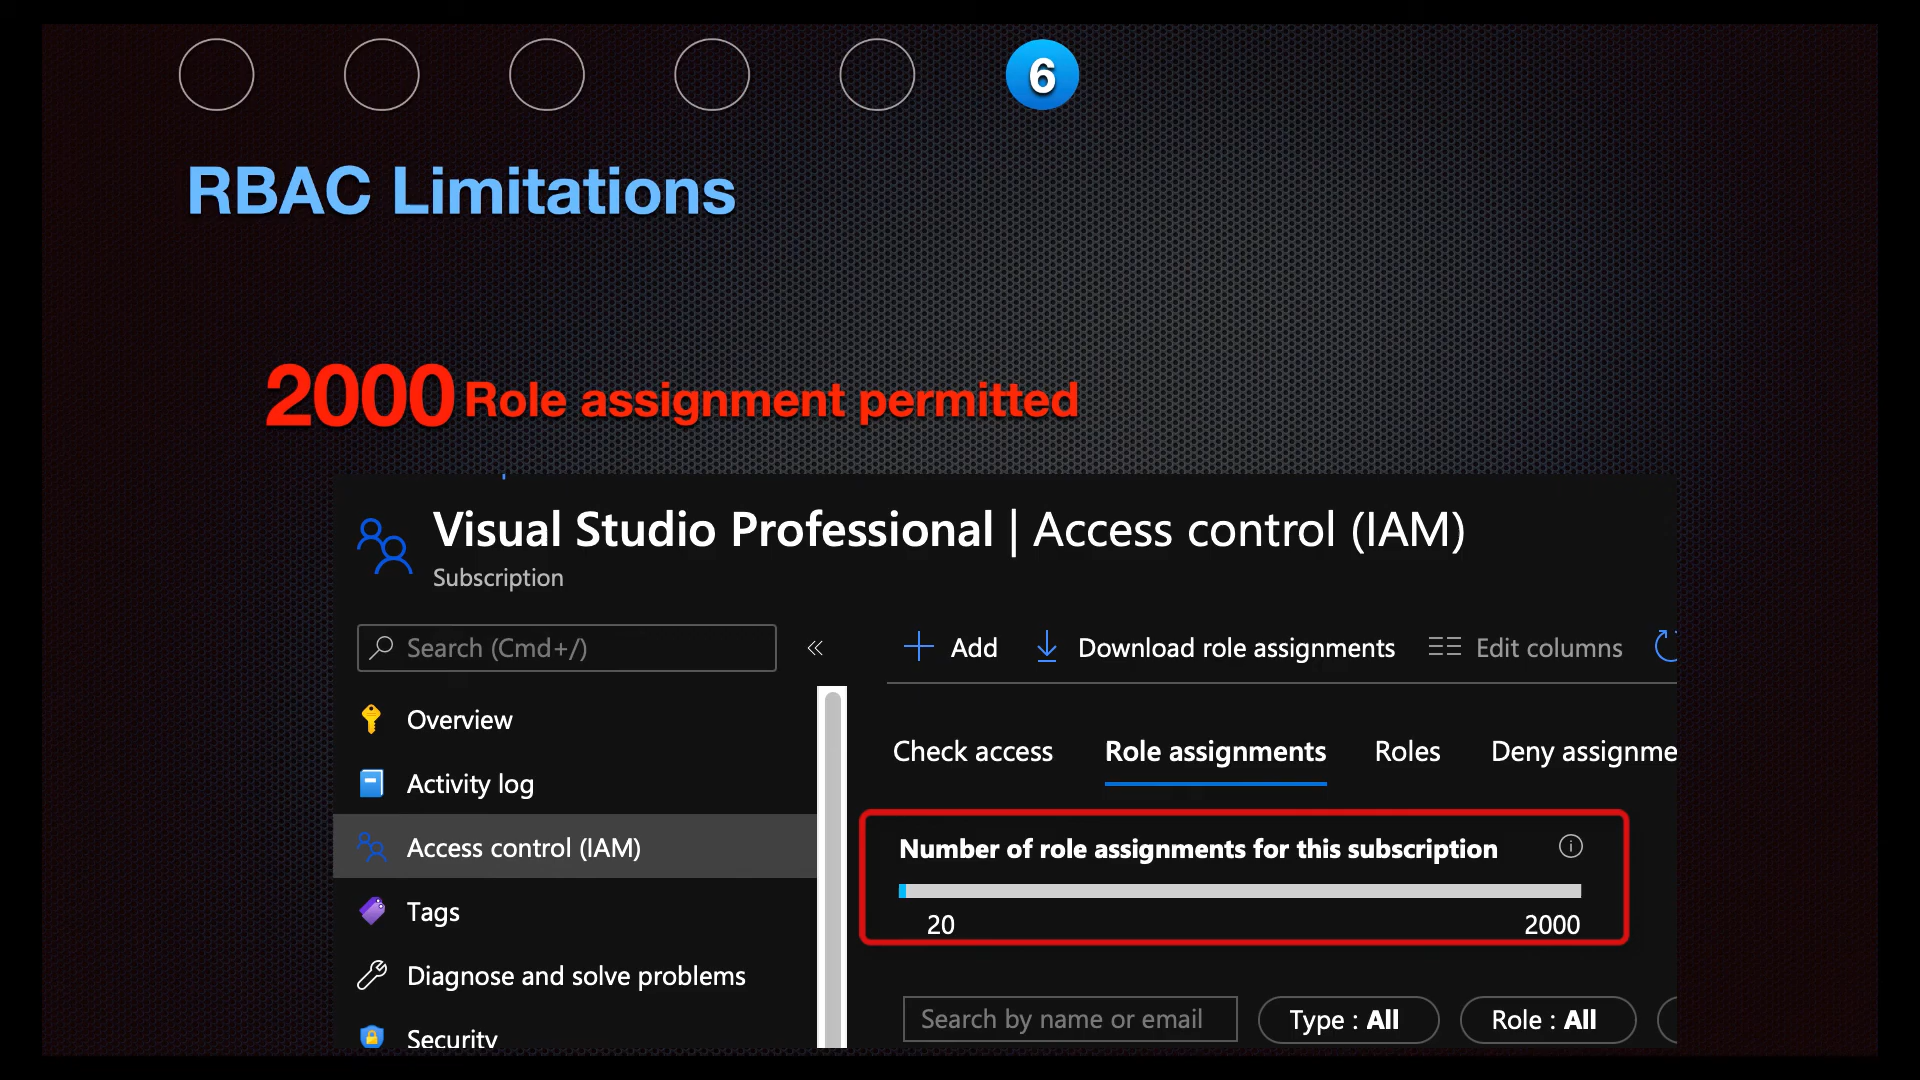 6
RBAC Limitations
2000 Role assignment permitted
Visual Studio Professional | Access control (IAM)
Subscription
Search (Cmd+/)
«
Add
Download role assignments
Edit columns
Overview
Activity log
Access control (IAM)
Tags
Diagnose and solve problems
Security
Check access
Role assignments
Roles
Deny assignme
Number of role assignments for this subscription
20
2000
Search by name or email
Type : All
Role : All